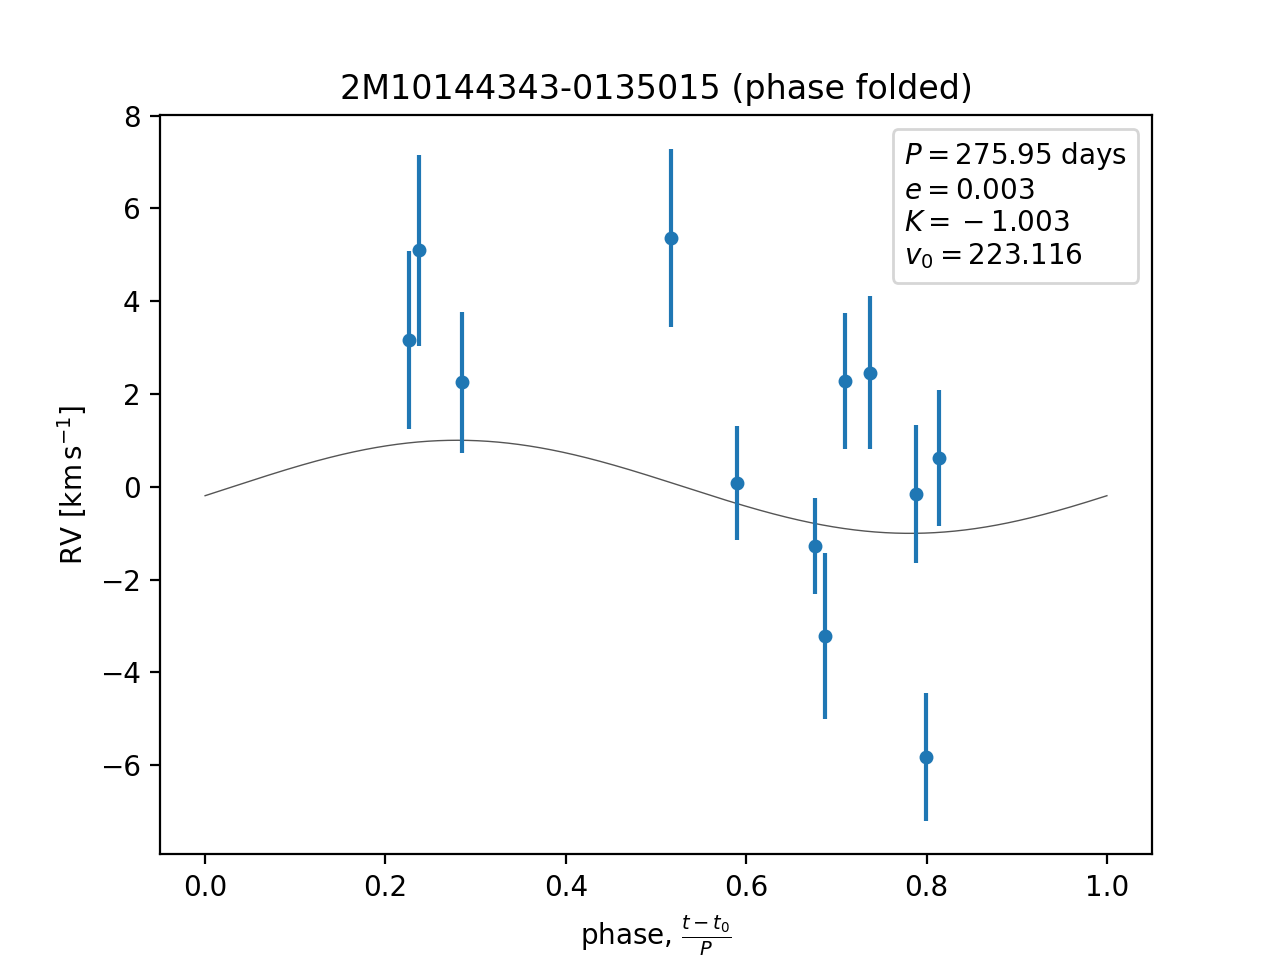 2M10144343-0135015 (phase folded)
P = 275.95 days
e = 0.003
K = − 1.003
v₀ = 223.116
RV [km s⁻¹]
8
6
4
2
0
−2
−4
−6
0.0 0.2 0.4 0.6 0.8 1.0
phase, (t − t₀)/P